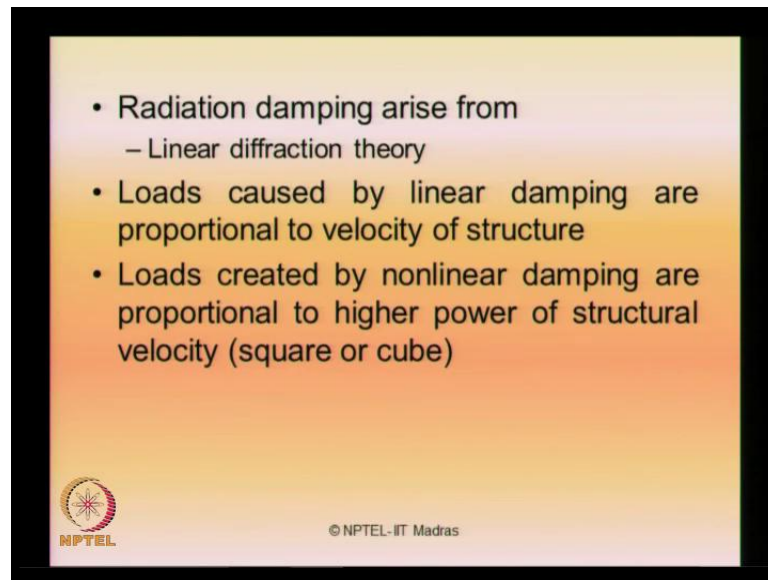 • Radiation damping arise from
– Linear diffraction theory
• Loads caused by linear damping are
proportional to velocity of structure
• Loads created by nonlinear damping are
proportional to higher power of structural
velocity (square or cube)
NPTEL
© NPTEL-IIT Madras